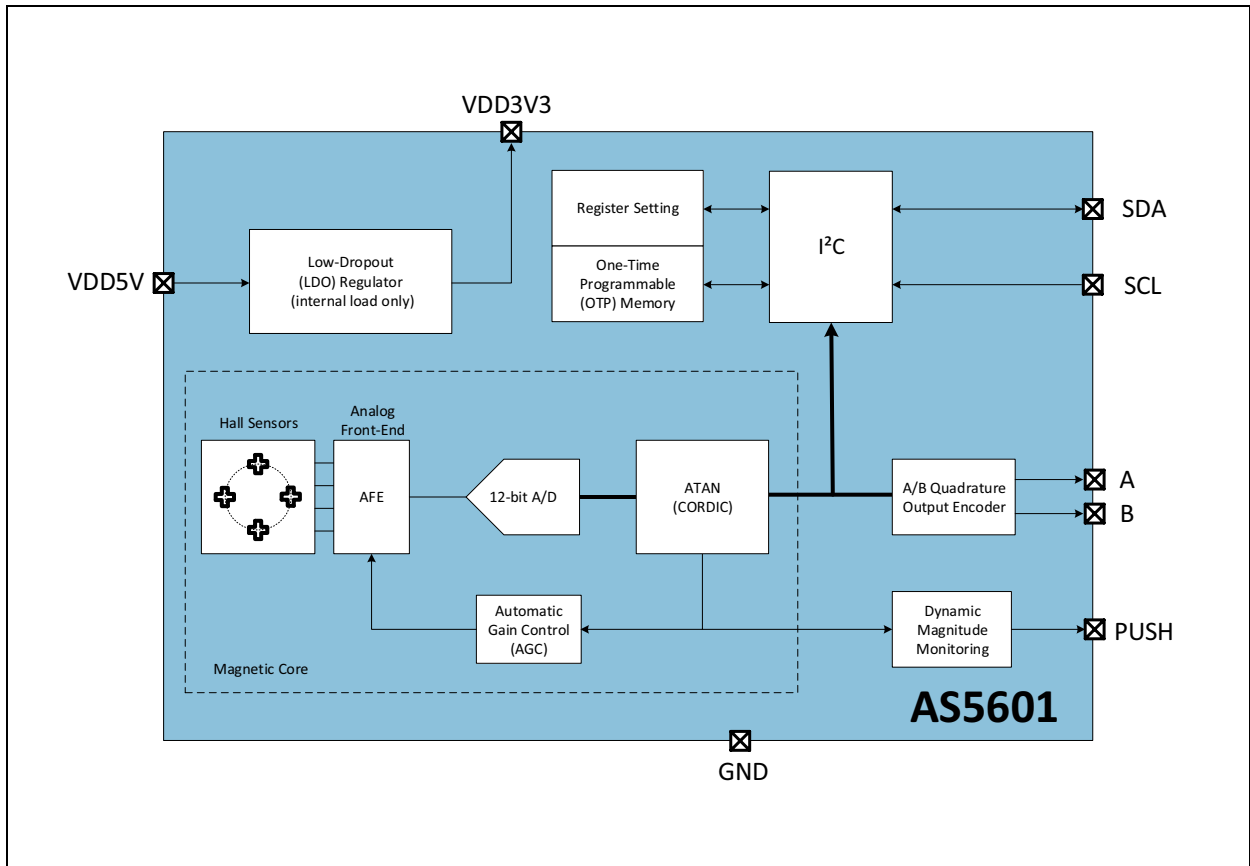 VDD3V3
Register Setting
I²C
SDA
VDD5V
Low-Dropout
(LDO) Regulator
(internal load only)
One-Time
Programmable
(OTP) Memory
SCL
Hall Sensors
Analog
Front-End
AFE
12-bit A/D
ATAN
(CORDIC)
A/B Quadrature
Output Encoder
A
B
Automatic
Gain Control
(AGC)
Dynamic
Magnitude
Monitoring
PUSH
Magnetic Core
AS5601
GND